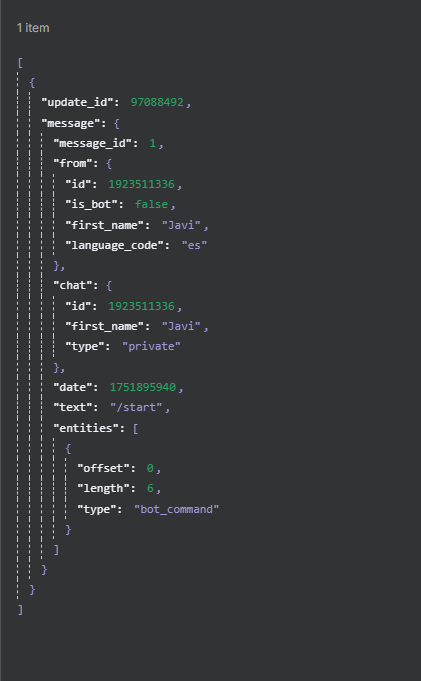 1 item
[
{
"update_id": 97088492,
"message": {
"message_id": 1,
"from": {
"id": 1923511336,
"is_bot": false,
"first_name": "Javi",
"language_code": "es"
},
"chat": {
"id": 1923511336,
"first_name": "Javi",
"type": "private"
},
"date": 1751895940,
"text": "/start",
"entities": [
{
"offset": 0,
"length": 6,
"type": "bot_command"
}
]
}
}
]